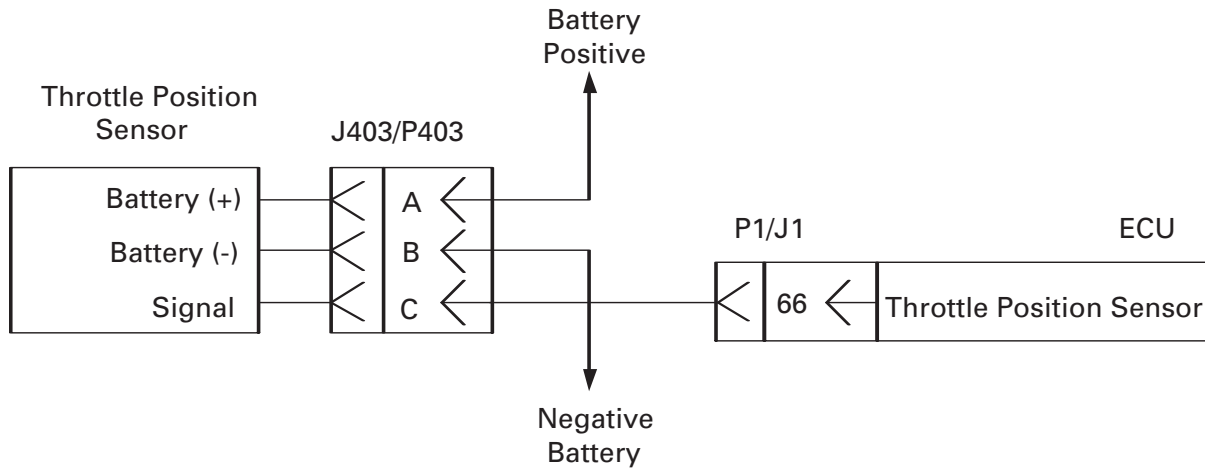 Battery
Positive
Throttle Position
Sensor
J403/P403
Battery (+)
A
Battery (-)
B
P1/J1
ECU
Signal
C
66
Throttle Position Sensor
Negative
Battery